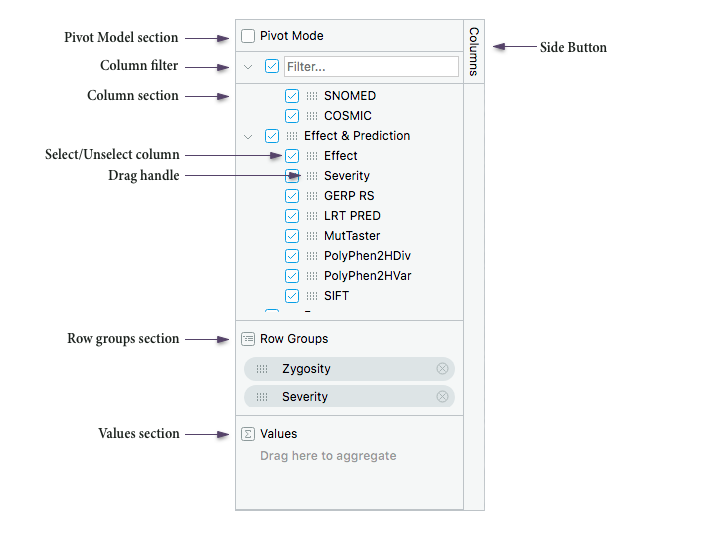 Pivot Model section
Pivot Mode
Columns
Side Button
Column filter
Filter...
Column section
SNOMED
COSMIC
Effect & Prediction
Select/Unselect column
Effect
Drag handle
Severity
GERP RS
LRT PRED
MutTaster
PolyPhen2HDiv
PolyPhen2HVar
SIFT
Row groups section
Row Groups
Zygosity
Severity
Values section
Values
Drag here to aggregate